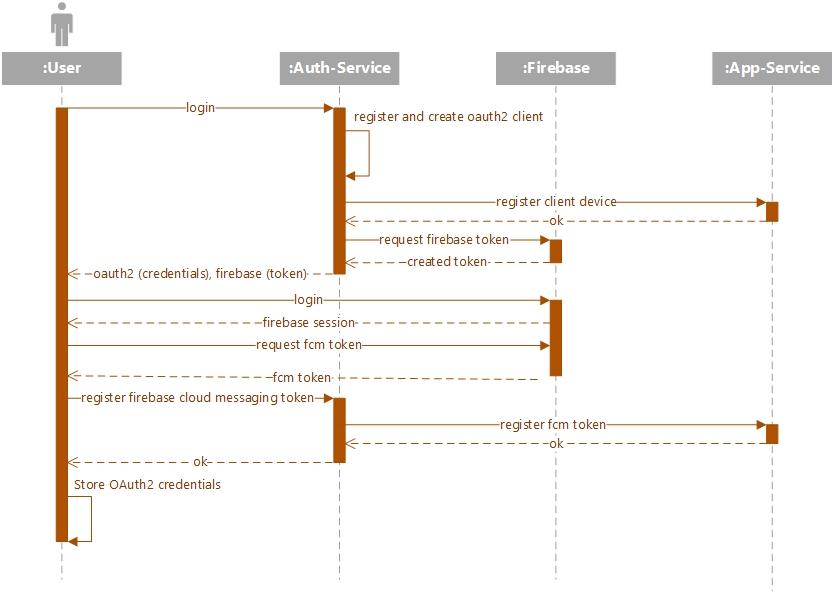 :User
:Auth-Service
:Firebase
:App-Service
login
register and create oauth2 client
register client device
ok
request firebase token
created token
oauth2 (credentials), firebase (token)
login
firebase session
request fcm token
fcm token
register firebase cloud messaging token
register fcm token
ok
ok
Store OAuth2 credentials